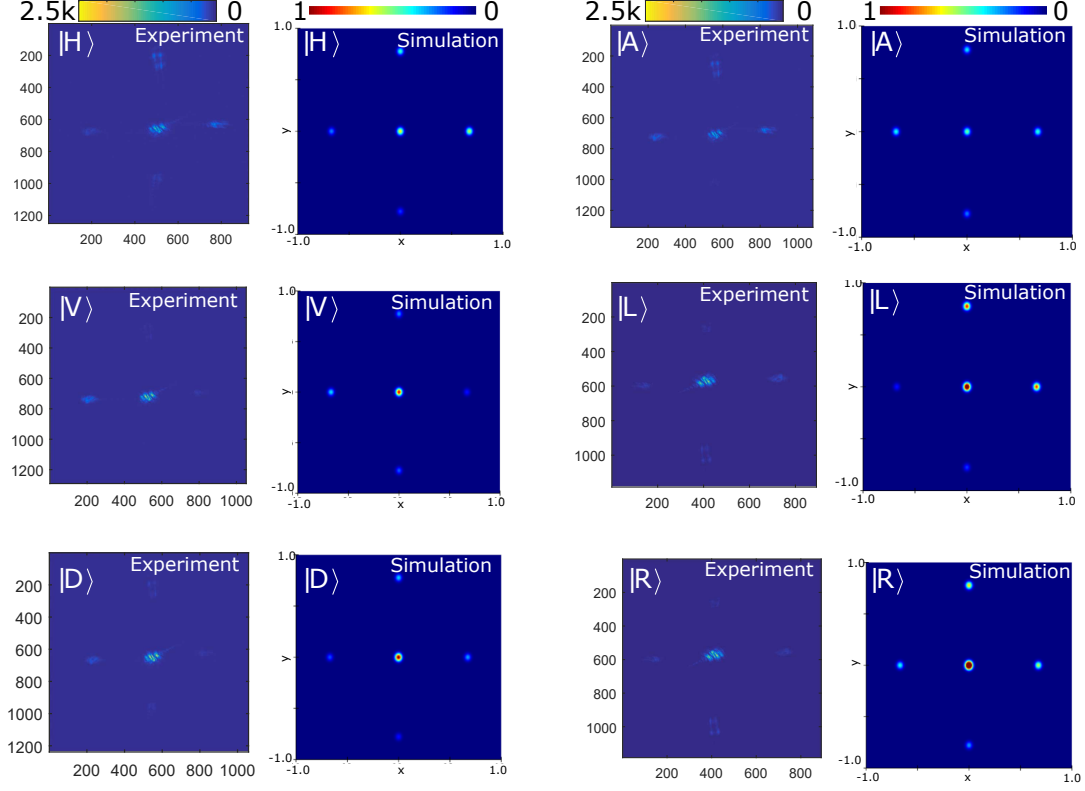 2.5k 0 1 0 2.5k 0 1 0
|H⟩ Experiment
200
400
600
800
1000
1200
200 400 600 800
1.0 |H⟩ Simulation
y
-1.0
-1.0 x 1.0
|A⟩ Experiment
200
400
600
800
1000
1200
200 400 600 800 1000
1.0 |A⟩ Simulation
y
-1.0
-1.0 x 1.0
|V⟩ Experiment
200
400
600
800
1000
1200
200 400 600 800 1000
1.0 |V⟩ Simulation
y
-1.0
-1.0 x 1.0
|L⟩ Experiment
200
400
600
800
1000
200 400 600 800
1.0 |L⟩ Simulation
y
-1.0
-1.0 x 1.0
|D⟩ Experiment
200
400
600
800
1000
1200
200 400 600 800 1000
1.0 |D⟩ Simulation
y
-1.0
-1.0 x 1.0
|R⟩ Experiment
200
400
600
800
1000
200 400 600 800
1.0 |R⟩ Simulation
y
-1.0
-1.0 x 1.0